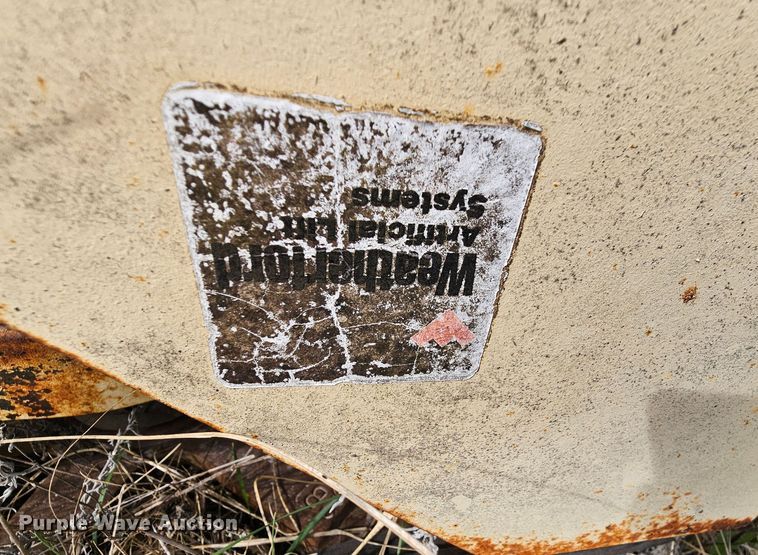 Weatherford
Artificial Lift
Systems
Purple Wave Auction